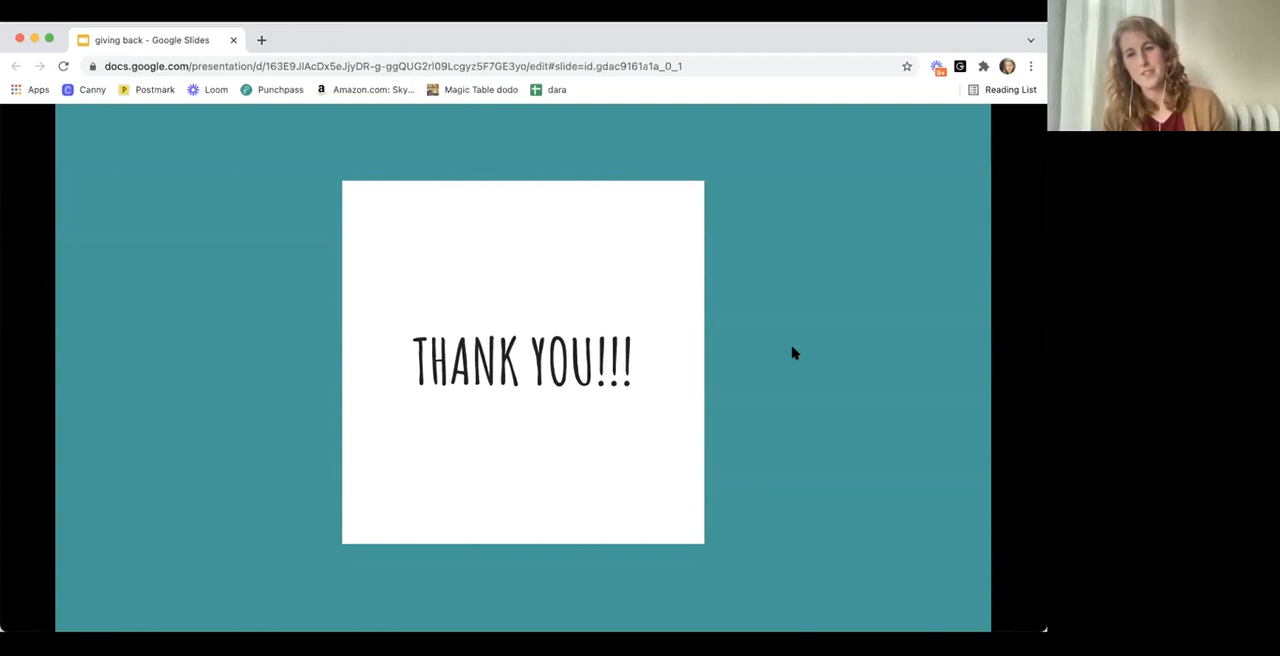 giving back - Google Slides
docs.google.com/presentation/d/163E9JlAcDx5eJjyDR-g-ggQUG2rl09Lcgyz5F7GE3yo/edit#slide=id.gdac9161a1a_0_1
9+
G
Apps
C
Canny
P
Postmark
Loom
P
Punchpass
a
Amazon.com: Sky...
Magic Table dodo
dara
Reading List
THANK YOU!!!